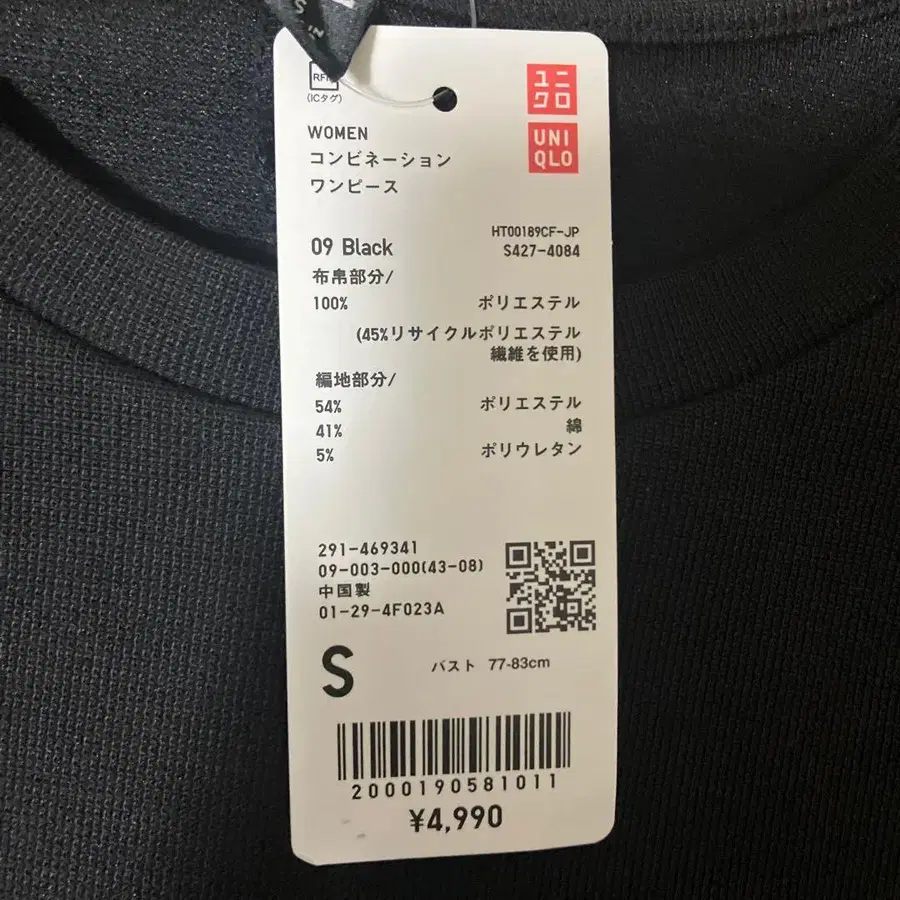 RFI
(ICタグ)
ユニ
クロ
UNI
QLO
WOMEN
コンビネーション
ワンピース
HT00189CF-JP
09 Black
S427-4084
布帛部分/
100% ポリエステル
(45%リサイクルポリエステル
繊維を使用)
編地部分/
54% ポリエステル
41% 綿
5% ポリウレタン
291-469341
09-003-000(43-08)
中国製
01-29-4F023A
S バスト 77-83cm
2000190581011
¥4,990